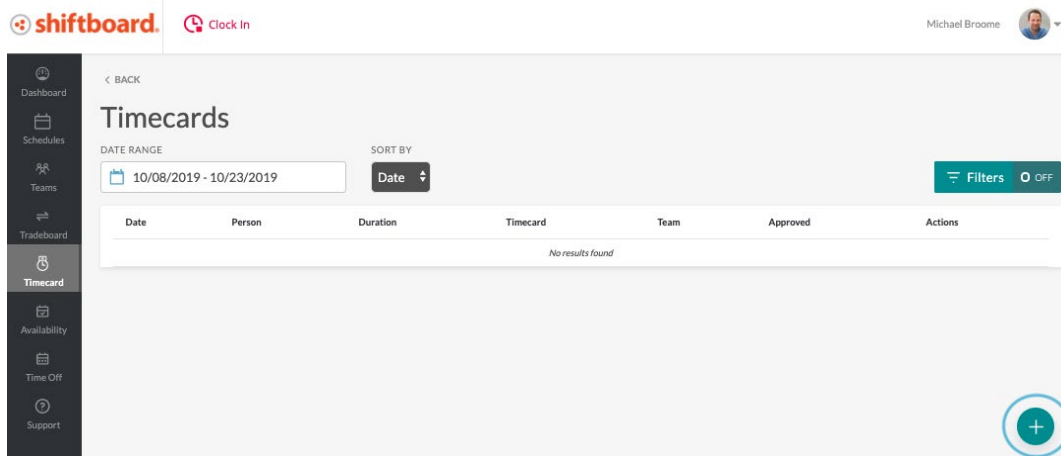 shiftboard.
Clock In
Michael Broome
Dashboard
Schedules
Teams
Tradeboard
Timecard
Availability
Time Off
Support
< BACK
Timecards
DATE RANGE
SORT BY
10/08/2019 - 10/23/2019
Date
Filters 0 OFF
Date Person Duration Timecard Team Approved Actions
No results found
+